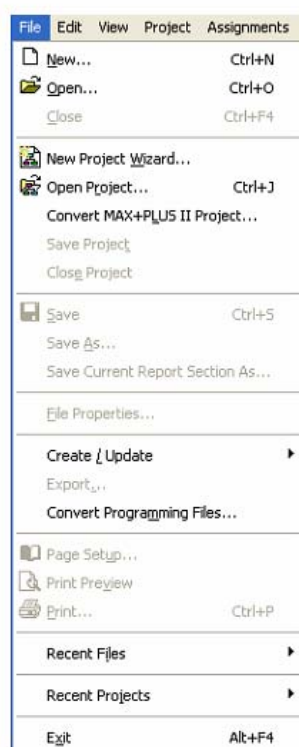 File Edit View Project Assignments
New... Ctrl+N
Open... Ctrl+O
Close Ctrl+F4
New Project Wizard...
Open Project... Ctrl+J
Convert MAX+PLUS II Project...
Save Project
Close Project
Save Ctrl+S
Save As...
Save Current Report Section As...
File Properties...
Create / Update
Export...
Convert Programming Files...
Page Setup...
Print Preview
Print... Ctrl+P
Recent Files
Recent Projects
Exit Alt+F4